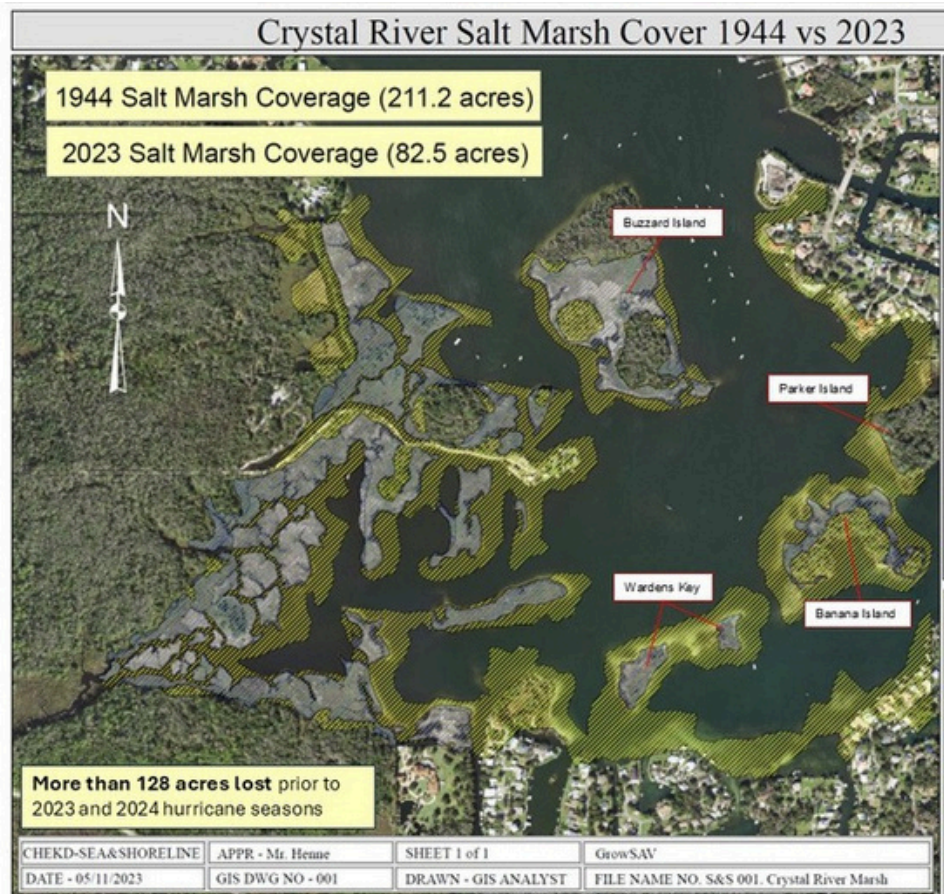 Crystal River Salt Marsh Cover 1944 vs 2023
1944 Salt Marsh Coverage (211.2 acres)
2023 Salt Marsh Coverage (82.5 acres)
N
Buzzard Island
Parker Island
Wardens Key
Banana Island
More than 128 acres lost prior to
2023 and 2024 hurricane seasons
CHEKD-SEA&SHORELINE APPR - Mr. Henne SHEET 1 of 1 GrowSAV
DATE - 05/11/2023 GIS DWG NO - 001 DRAWN - GIS ANALYST FILE NAME NO. S&S 001. Crystal River Marsh